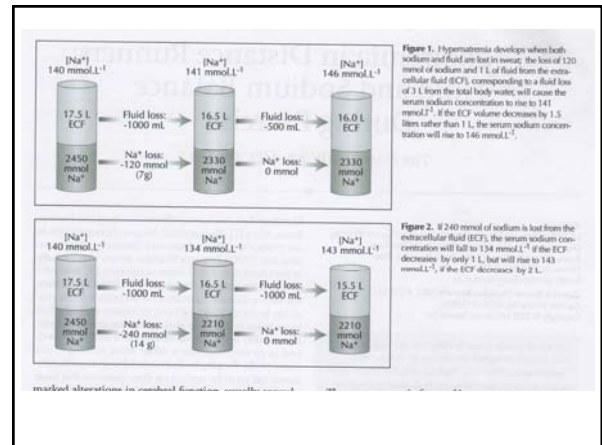 in Distance Runners:
[Na⁺]
140 mmol.L⁻¹
[Na⁺]
141 mmol.L⁻¹
[Na⁺]
146 mmol.L⁻¹
17.5 L
ECF
Fluid loss:
-1000 mL
16.5 L
ECF
Fluid loss:
-500 mL
16.0 L
ECF
2450
mmol
Na⁺
Na⁺ loss:
-120 mmol
(7g)
2330
mmol
Na⁺
Na⁺ loss:
0 mmol
2330
mmol
Na⁺
Figure 1. Hypernatremia develops when both
sodium and fluid are lost in sweat; the loss of 120
mmol of sodium and 1 L of fluid from the extra-
cellular fluid (ECF), corresponding to a fluid loss
of 3 L from the total body water, will cause the
serum sodium concentration to rise to 141
mmol.L⁻¹. If the ECF volume decreases by 1.5
liters rather than 1 L, the serum sodium concen-
tration will rise to 146 mmol.L⁻¹.
[Na⁺]
140 mmol.L⁻¹
[Na⁺]
134 mmol.L⁻¹
[Na⁺]
143 mmol.L⁻¹
17.5 L
ECF
Fluid loss:
-1000 mL
16.5 L
ECF
Fluid loss:
-1000 mL
15.5 L
ECF
2450
mmol
Na⁺
Na⁺ loss:
-240 mmol
(14 g)
2210
mmol
Na⁺
Na⁺ loss:
0 mmol
2210
mmol
Na⁺
Figure 2. If 240 mmol of sodium is lost from the
extracellular fluid (ECF), the serum sodium con-
centration will fall to 134 mmol.L⁻¹ if the ECF
decreases by only 1 L, but will rise to 143
mmol.L⁻¹, if the ECF decreases by 2 L.
marked alterations in cerebral function, usually